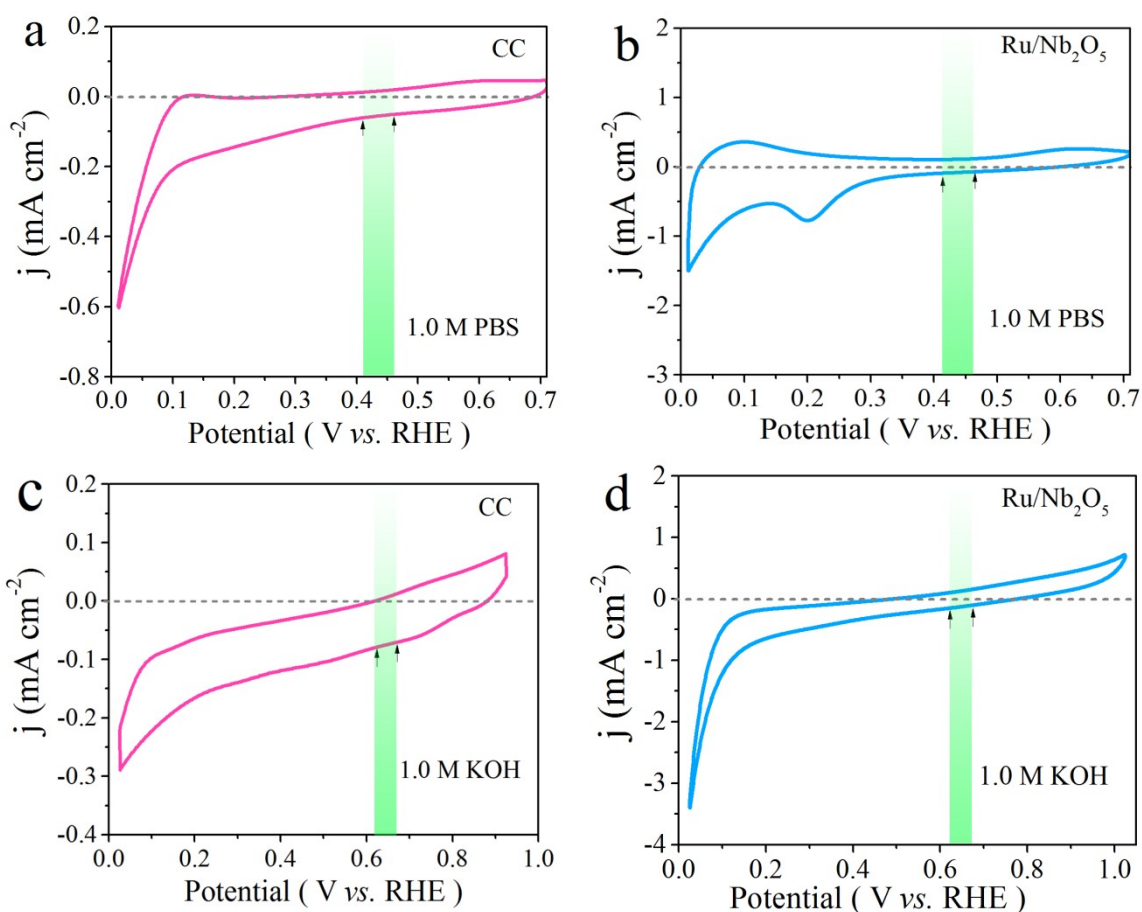 a
CC
0.2
0.0
-0.2
-0.4
-0.6
-0.8
j (mA cm⁻²)
1.0 M PBS
0.0 0.1 0.2 0.3 0.4 0.5 0.6 0.7
Potential ( V vs. RHE )
b
Ru/Nb₂O₅
2
1
0
-1
-2
-3
j (mA cm⁻²)
1.0 M PBS
0.0 0.1 0.2 0.3 0.4 0.5 0.6 0.7
Potential ( V vs. RHE )
c
CC
0.2
0.1
0.0
-0.1
-0.2
-0.3
-0.4
j (mA cm⁻²)
1.0 M KOH
0.0 0.2 0.4 0.6 0.8 1.0
Potential ( V vs. RHE )
d
Ru/Nb₂O₅
2
1
0
-1
-2
-3
-4
j (mA cm⁻²)
1.0 M KOH
0.0 0.2 0.4 0.6 0.8 1.0
Potential ( V vs. RHE )